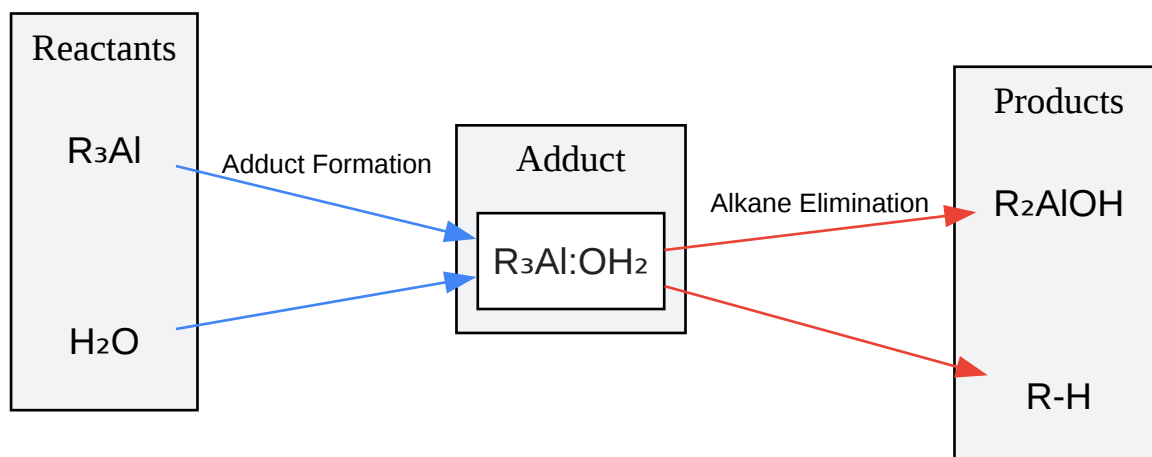 Reactants
R₃Al
H₂O
Adduct Formation
Adduct
R₃Al:OH₂
Alkane Elimination
Products
R₂AlOH
R-H